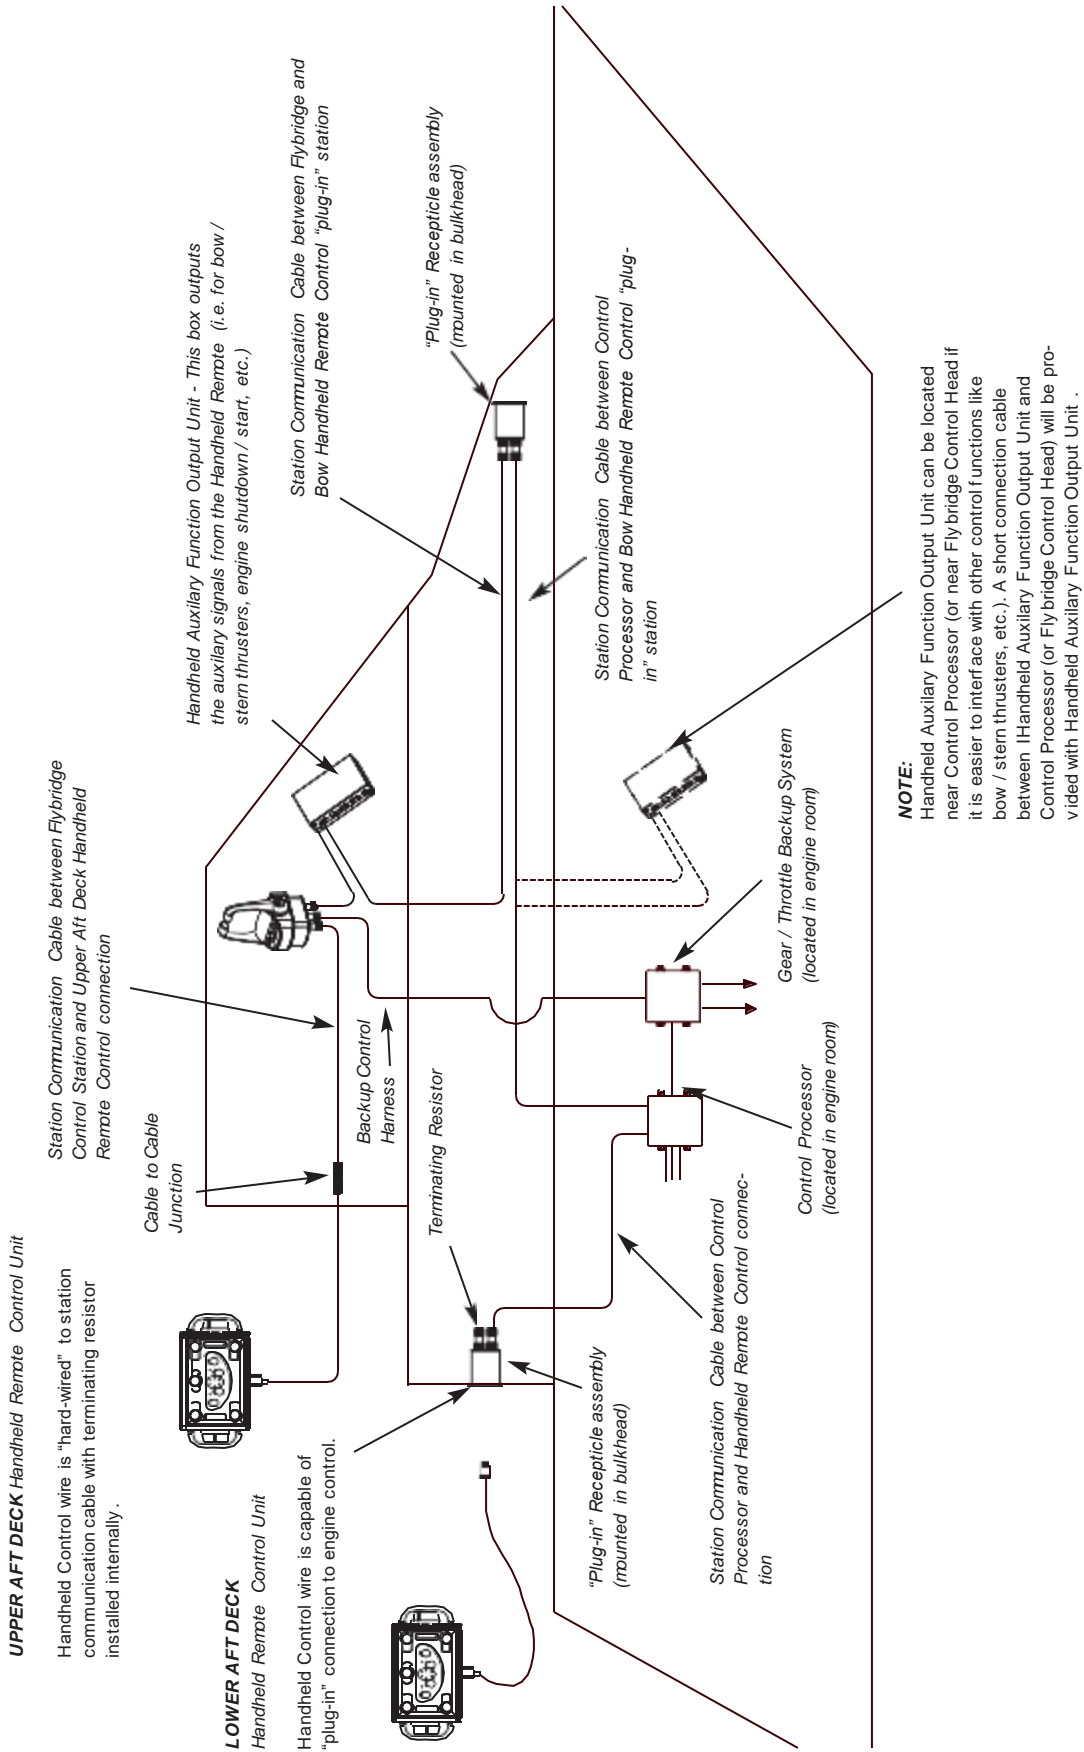 UPPER AFT DECK Handheld Remote Control Unit
Handheld Control wire is “hard-wired” to station
communication cable with terminating resistor
installed internally.
LOWER AFT DECK
Handheld Remote Control Unit
Handheld Control wire is capable of
“plug-in” connection to engine control.
Station Communication Cable between Flybridge
Control Station and Upper Aft Deck Handheld
Remote Control connection
Cable to Cable
Junction
Handheld Auxilary Function Output Unit - This box outputs
the auxilary signals from the Handheld Remote (i.e. for bow /
stern thrusters, engine shutdown / start, etc.)
Station Communication Cable between Flybridge and
Bow Handheld Remote Control “plug-in” station
“Plug-in” Recepticle assembly
(mounted in bulkhead)
Backup Control
Harness
Terminating Resistor
Station Communication Cable between Control
Processor and Bow Handheld Remote Control “plug-
in” station
“Plug-in” Recepticle assembly
(mounted in bulkhead)
Station Communication Cable between Control
Processor and Handheld Remote Control connec-
tion
Control Processor
(located in engine room)
Gear / Throttle Backup System
(located in engine room)
NOTE:
Handheld Auxilary Function Output Unit can be located
near Control Processor (or near Flybridge Control Head if
it is easier to interface with other control functions like
bow / stern thrusters, etc.). A short connection cable
between IHandheld Auxilary Function Output Unit and
Control Processor (or Flybridge Control Head) will be pro-
vided with Handheld Auxilary Function Output Unit .